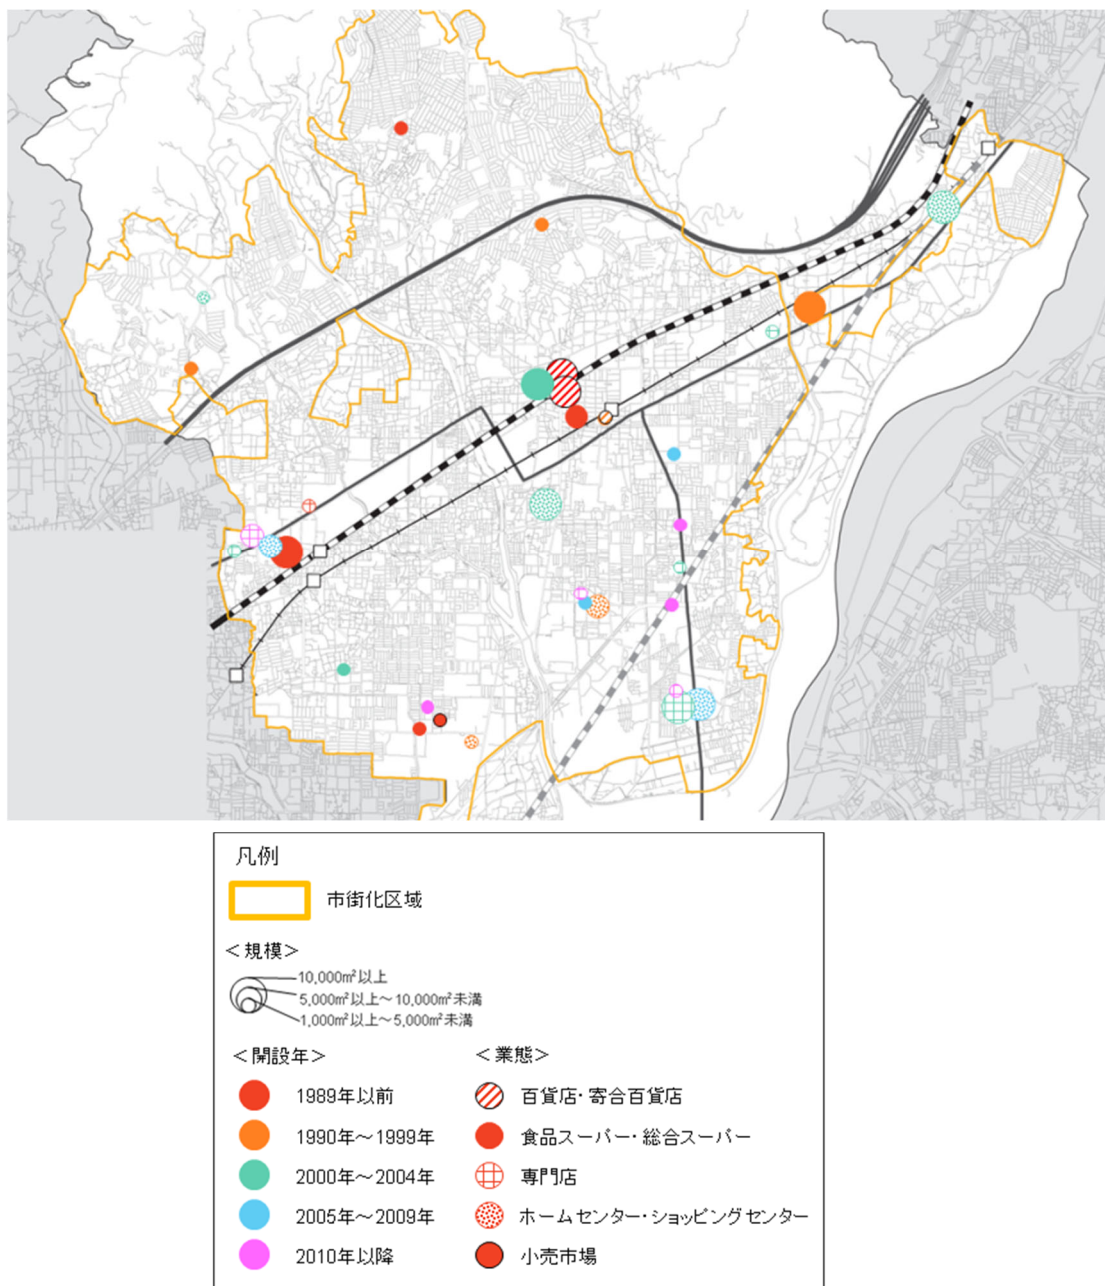 凡例
市街化区域
＜規模＞
10,000㎡以上
5,000㎡以上～10,000㎡未満
1,000㎡以上～5,000㎡未満
＜開設年＞ ＜業態＞
1989年以前 百貨店・寄合百貨店
1990年～1999年 食品スーパー・総合スーパー
2000年～2004年 専門店
2005年～2009年 ホームセンター・ショッピングセンター
2010年以降 小売市場